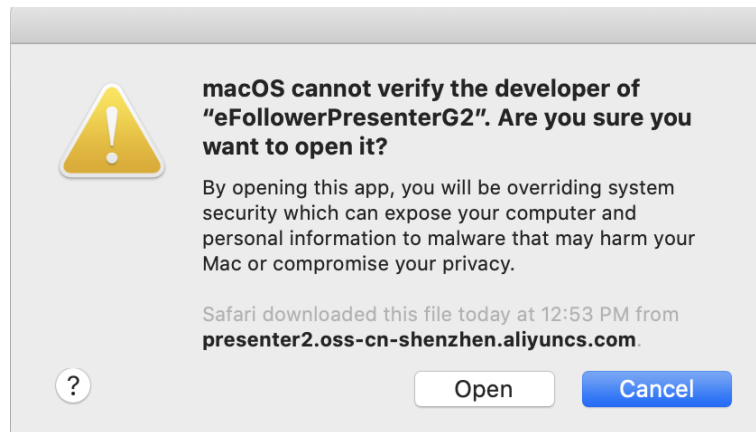 macOS cannot verify the developer of
“eFollowerPresenterG2”. Are you sure you
want to open it?
By opening this app, you will be overriding system
security which can expose your computer and
personal information to malware that may harm your
Mac or compromise your privacy.
Safari downloaded this file today at 12:53 PM from
presenter2.oss-cn-shenzhen.aliyuncs.com.
?
Open
Cancel